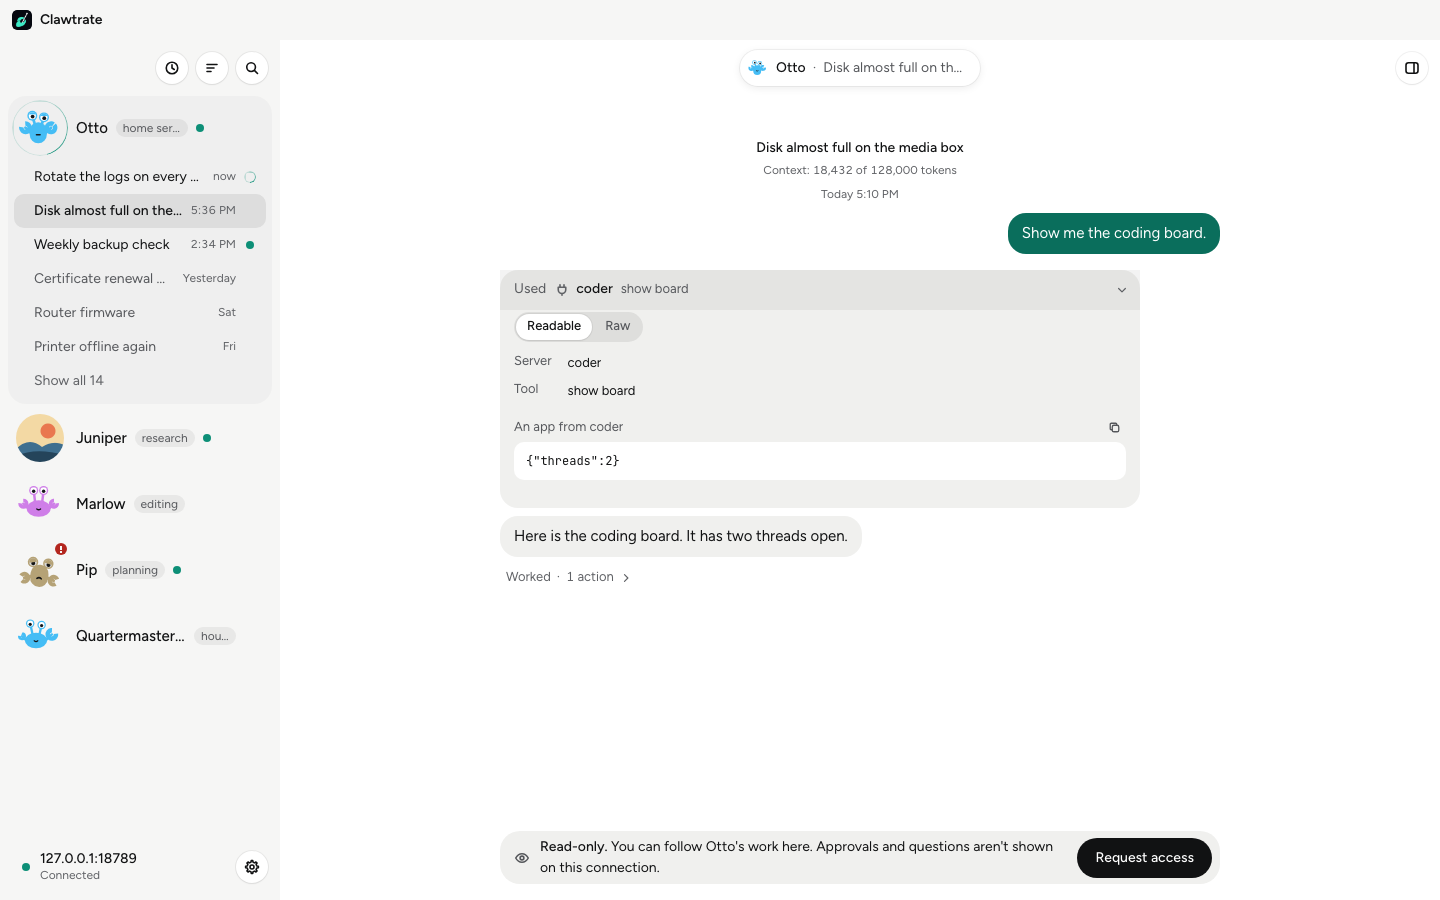 Clawtrate
Otto home ser...
Rotate the logs on every ... now
Disk almost full on the... 5:36 PM
Weekly backup check 2:34 PM
Certificate renewal ... Yesterday
Router firmware Sat
Printer offline again Fri
Show all 14
Juniper research
Marlow editing
Pip planning
Quartermaster... hou...
127.0.0.1:18789
Connected
Otto · Disk almost full on th...
Disk almost full on the media box
Context: 18,432 of 128,000 tokens
Today 5:10 PM
Show me the coding board.
Used coder show board
Readable Raw
Server coder
Tool show board
An app from coder
{"threads":2}
Here is the coding board. It has two threads open.
Worked · 1 action
Read-only. You can follow Otto's work here. Approvals and questions aren't shown
on this connection.
Request access